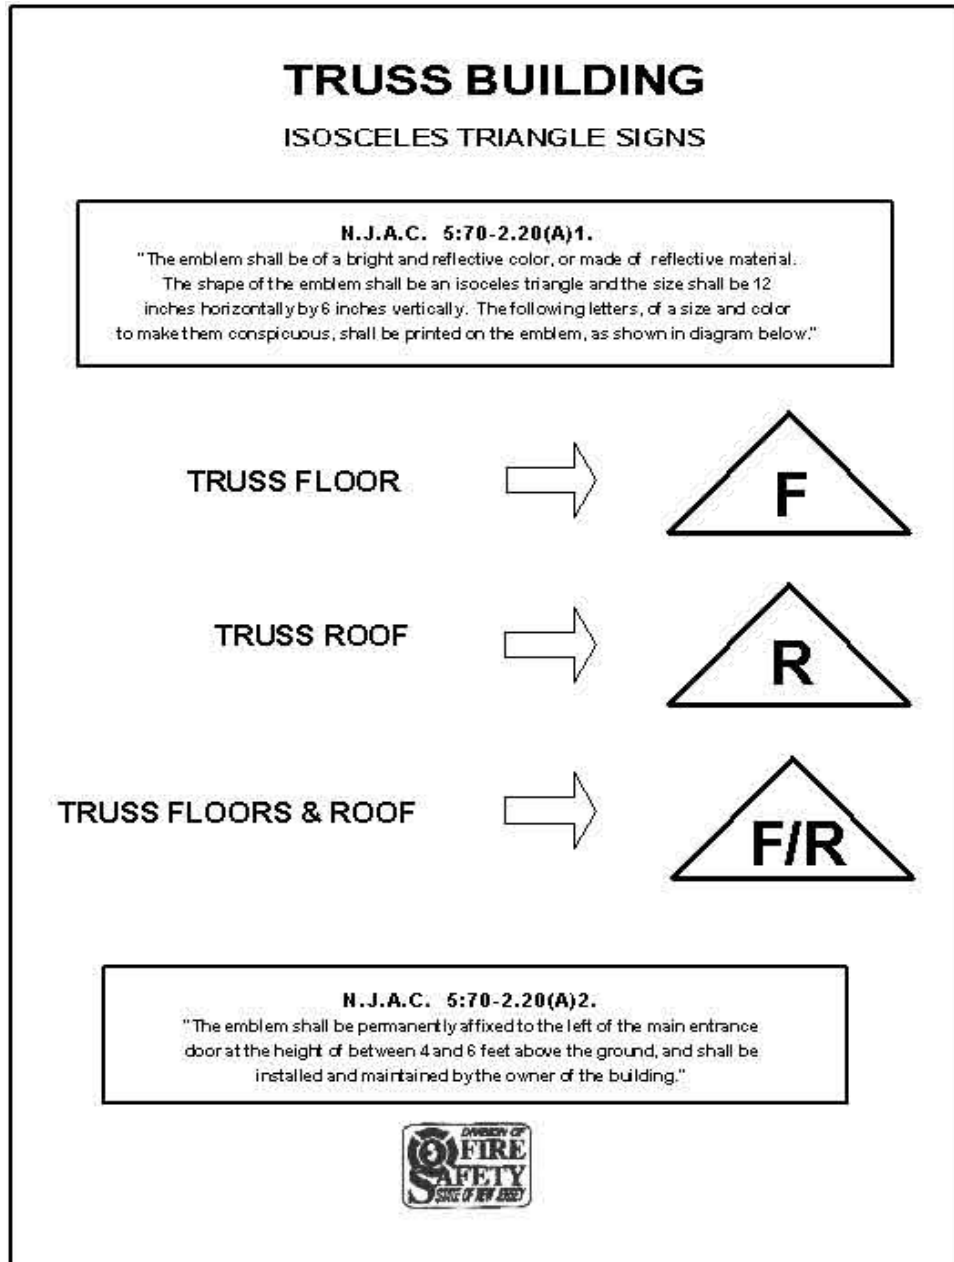 TRUSS BUILDING
ISOSCELES TRIANGLE SIGNS
N.J.A.C. 5:70-2.20(A)1.
"The emblem shall be of a bright and reflective color, or made of reflective material.
The shape of the emblem shall be an isoceles triangle and the size shall be 12
inches horizontally by 6 inches vertically. The following letters, of a size and color
to make them conspicuous, shall be printed on the emblem, as shown in diagram below."
TRUSS FLOOR
F
TRUSS ROOF
R
TRUSS FLOORS & ROOF
F/R
N.J.A.C. 5:70-2.20(A)2.
"The emblem shall be permanently affixed to the left of the main entrance
door at the height of between 4 and 6 feet above the ground, and shall be
installed and maintained by the owner of the building."
DIVISION OF
FIRE
SAFETY
STATE OF NEW JERSEY